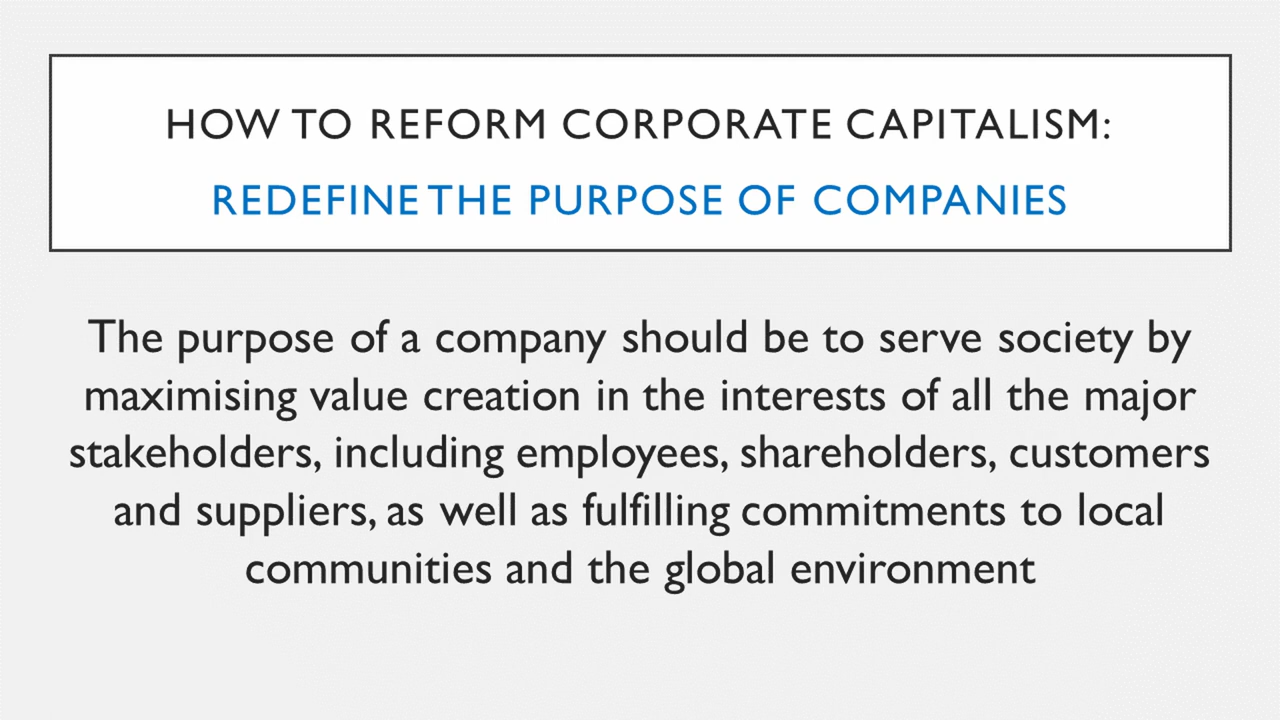 HOW TO REFORM CORPORATE CAPITALISM:
REDEFINE THE PURPOSE OF COMPANIES
The purpose of a company should be to serve society by
maximising value creation in the interests of all the major
stakeholders, including employees, shareholders, customers
and suppliers, as well as fulfilling commitments to local
communities and the global environment